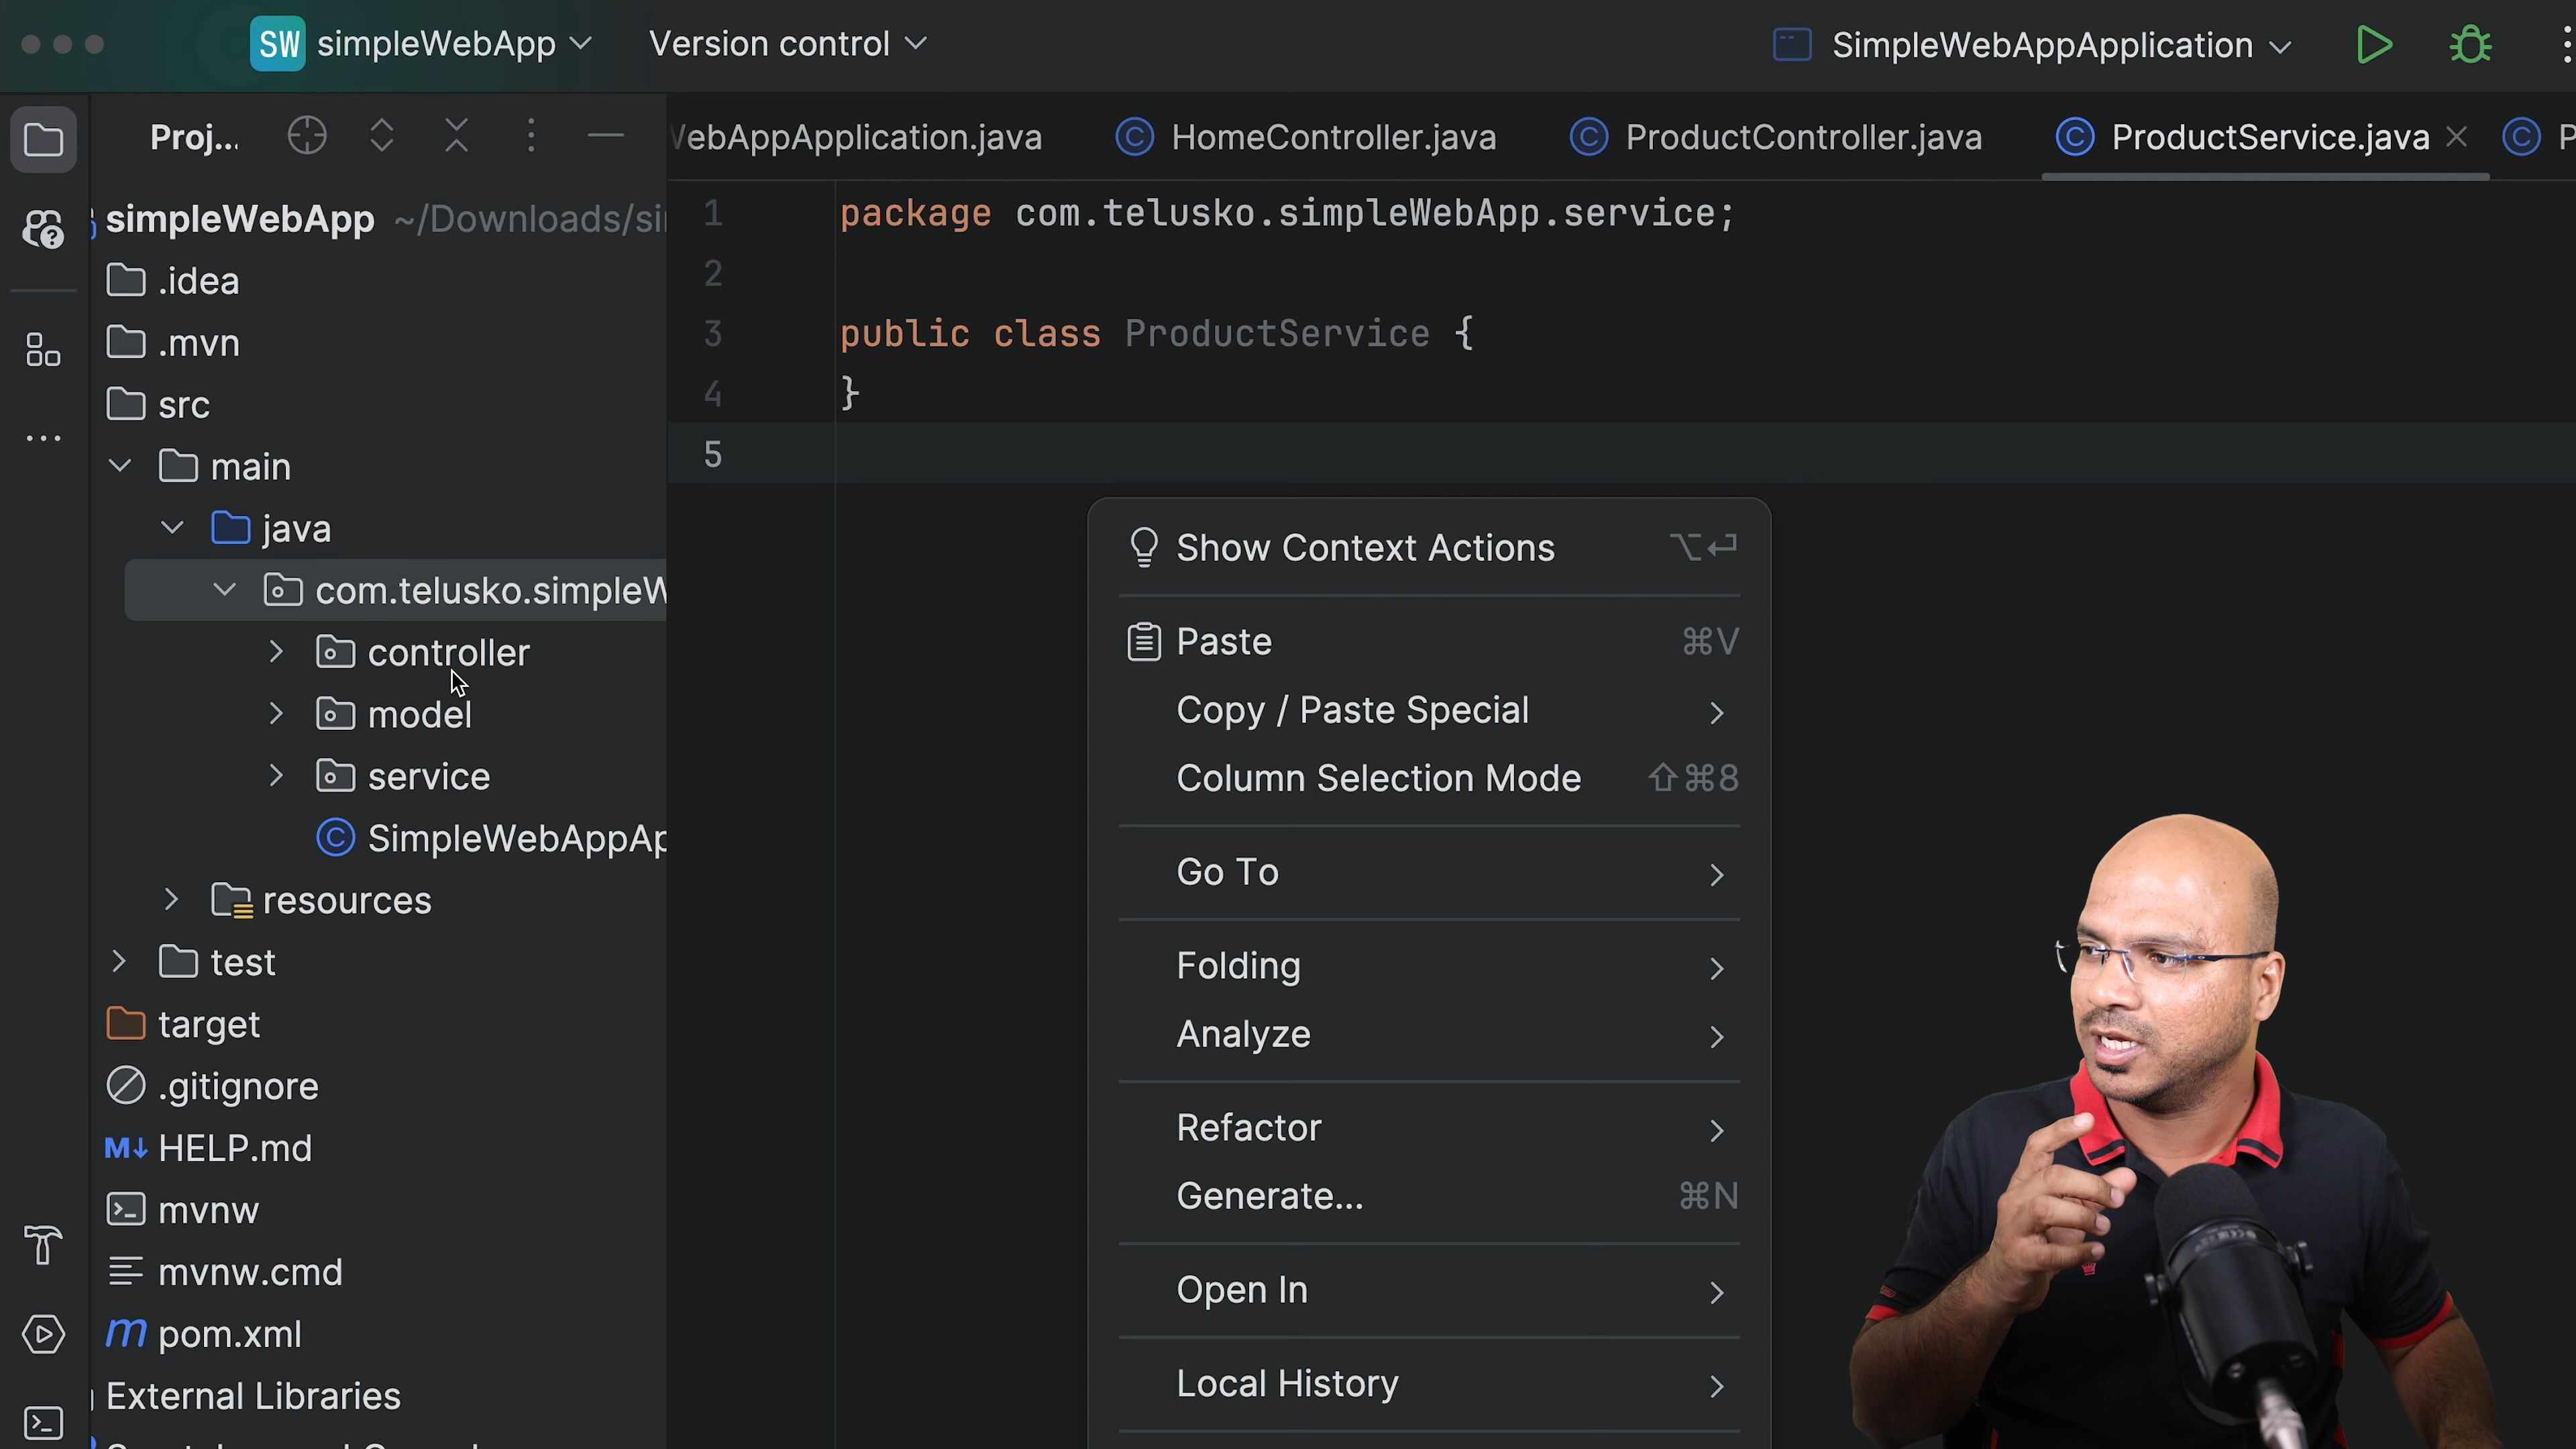 SW simpleWebApp Version control SimpleWebAppApplication
Proj...
WebAppApplication.java HomeController.java ProductController.java ProductService.java P
simpleWebApp ~/Downloads/si
.idea
.mvn
src
main
java
com.telusko.simpleW
controller
model
service
SimpleWebAppAp
resources
test
target
.gitignore
M↓ HELP.md
mvnw
mvnw.cmd
m pom.xml
External Libraries
1 package com.telusko.simpleWebApp.service;
2
3 public class ProductService {
4 }
5
Show Context Actions ⌥⏎
Paste ⌘V
Copy / Paste Special
Column Selection Mode ⇧⌘8
Go To
Folding
Analyze
Refactor
Generate... ⌘N
Open In
Local History